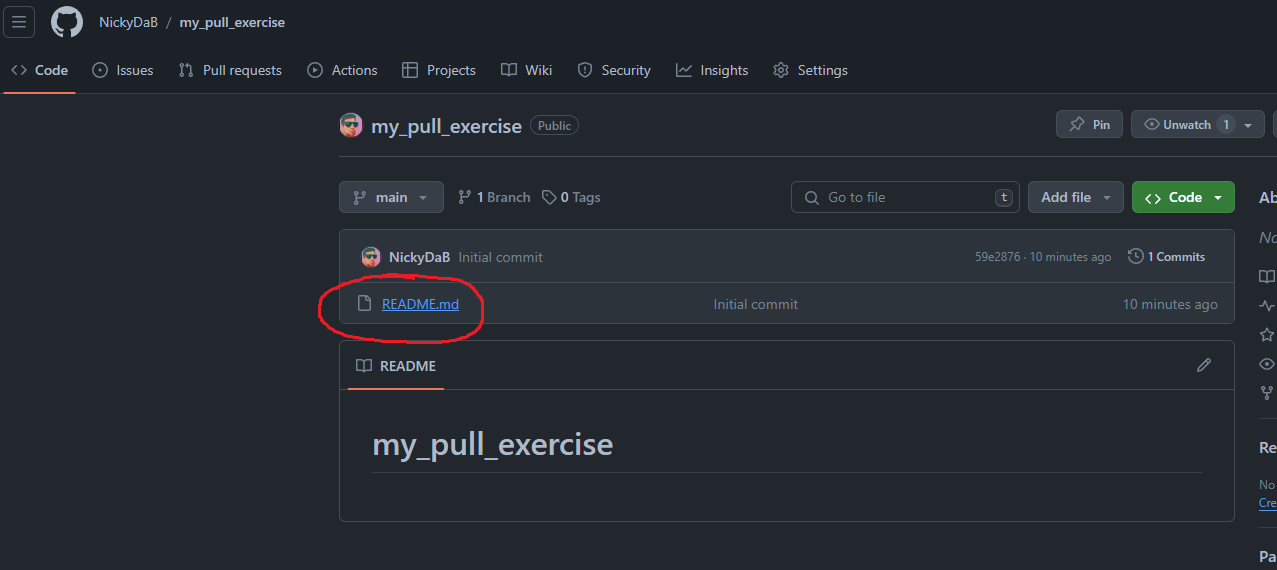 NickyDaB / my_pull_exercise
Code Issues Pull requests Actions Projects Wiki Security Insights Settings
my_pull_exercise Public Pin Unwatch 1
main 1 Branch 0 Tags Go to file t Add file Code
Ab
NickyDaB Initial commit 59e2876 · 10 minutes ago 1 Commits
No
README.md Initial commit 10 minutes ago
README
my_pull_exercise
Re
No
Cre
Pa